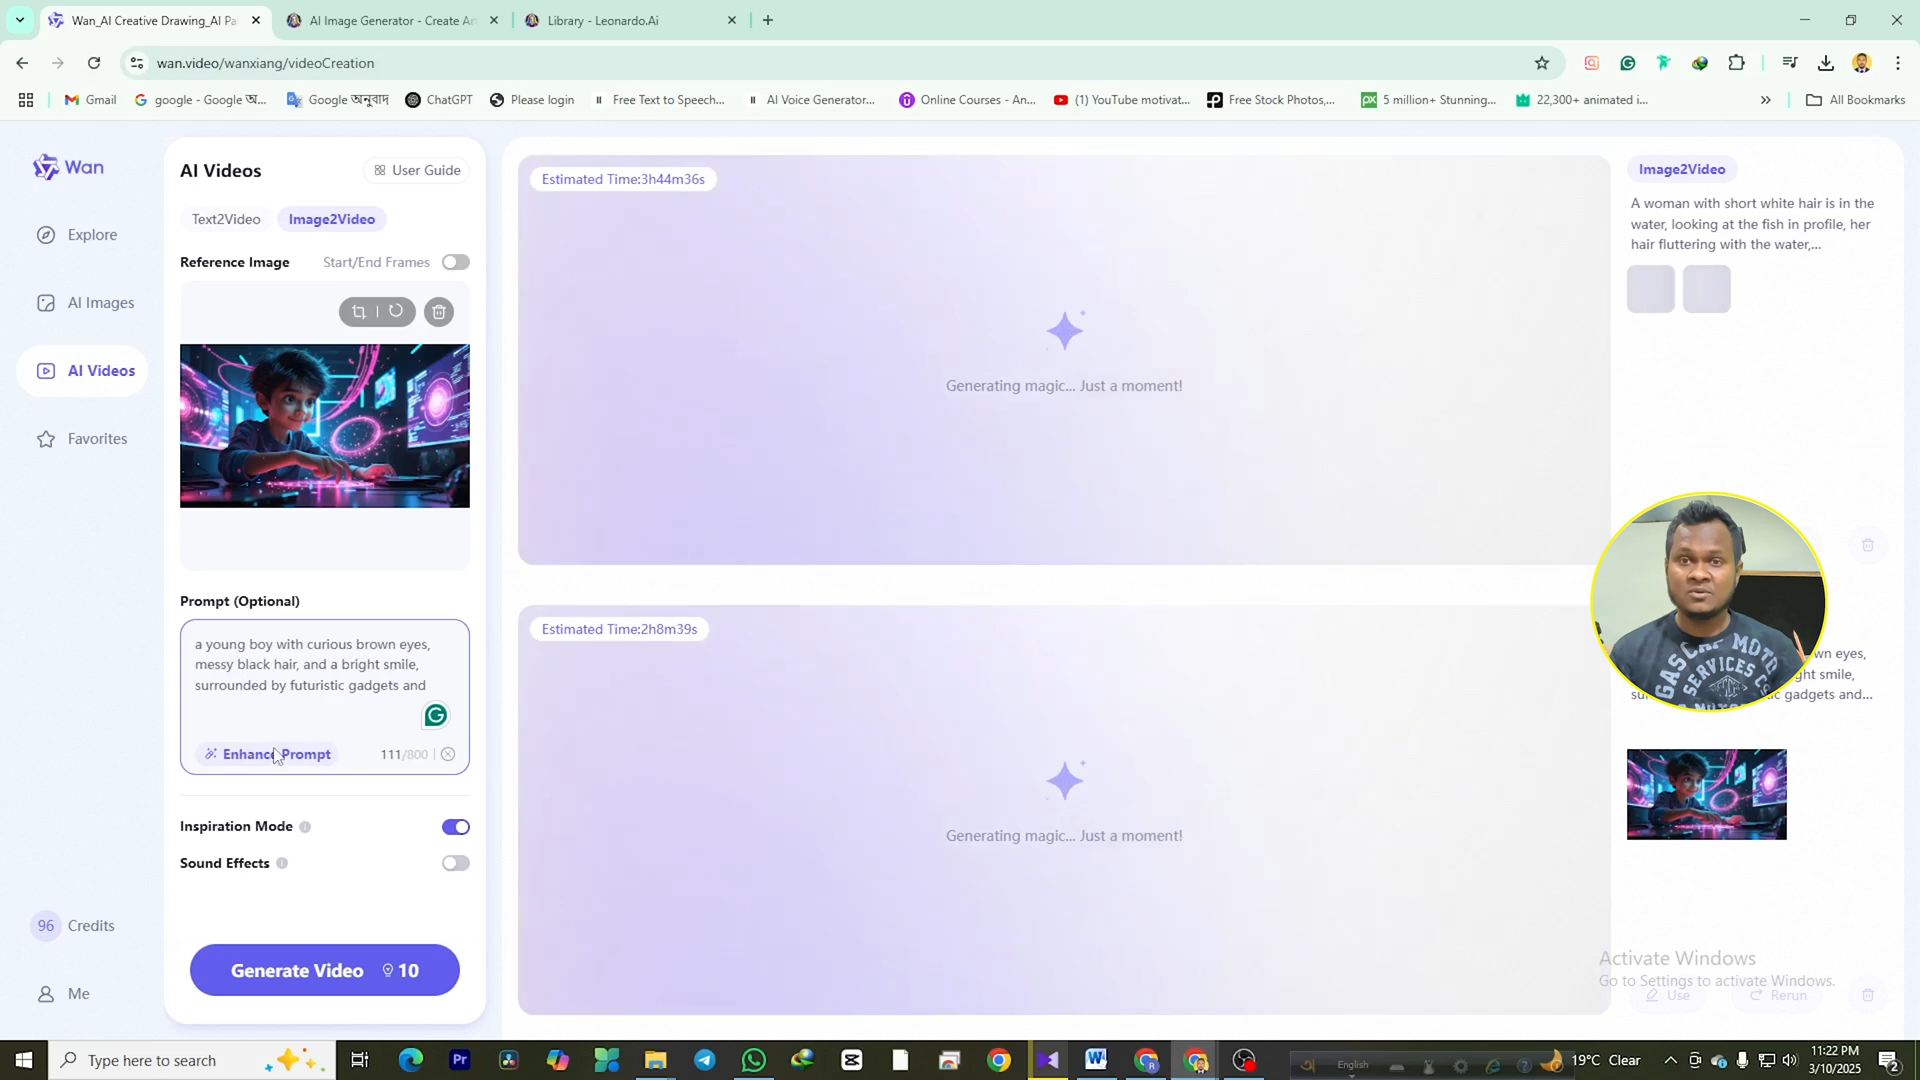 Wan_AI Creative Drawing_AI Pa
AI Image Generator - Create Art
Library - Leonardo.Ai
wan.video/wanxiang/videoCreation
Gmail
google - Google অ...
Google অনুবাদ
ChatGPT
Please login
Free Text to Speech...
AI Voice Generator...
Online Courses - An...
(1) YouTube motivat...
Free Stock Photos,...
5 million+ Stunning...
22,300+ animated i...
All Bookmarks
Wan
Explore
AI Images
AI Videos
Favorites
96 Credits
Me
AI Videos
User Guide
Text2Video
Image2Video
Reference Image
Start/End Frames
Prompt (Optional)
a young boy with curious brown eyes,
messy black hair, and a bright smile,
surrounded by futuristic gadgets and
Enhance Prompt
111/800
Inspiration Mode
Sound Effects
Generate Video 10
Estimated Time:3h44m36s
Generating magic... Just a moment!
Estimated Time:2h8m39s
Generating magic... Just a moment!
Image2Video
A woman with short white hair is in the
water, looking at the fish in profile, her
hair fluttering with the water,...
wn eyes,
ght smile,
gadgets and...
GASCAP MOTO
SERVICES CO
Activate Windows
Go to Settings to activate Windows.
Use
Rerun
Type here to search
English
19°C Clear
11:22 PM
3/10/2025
2